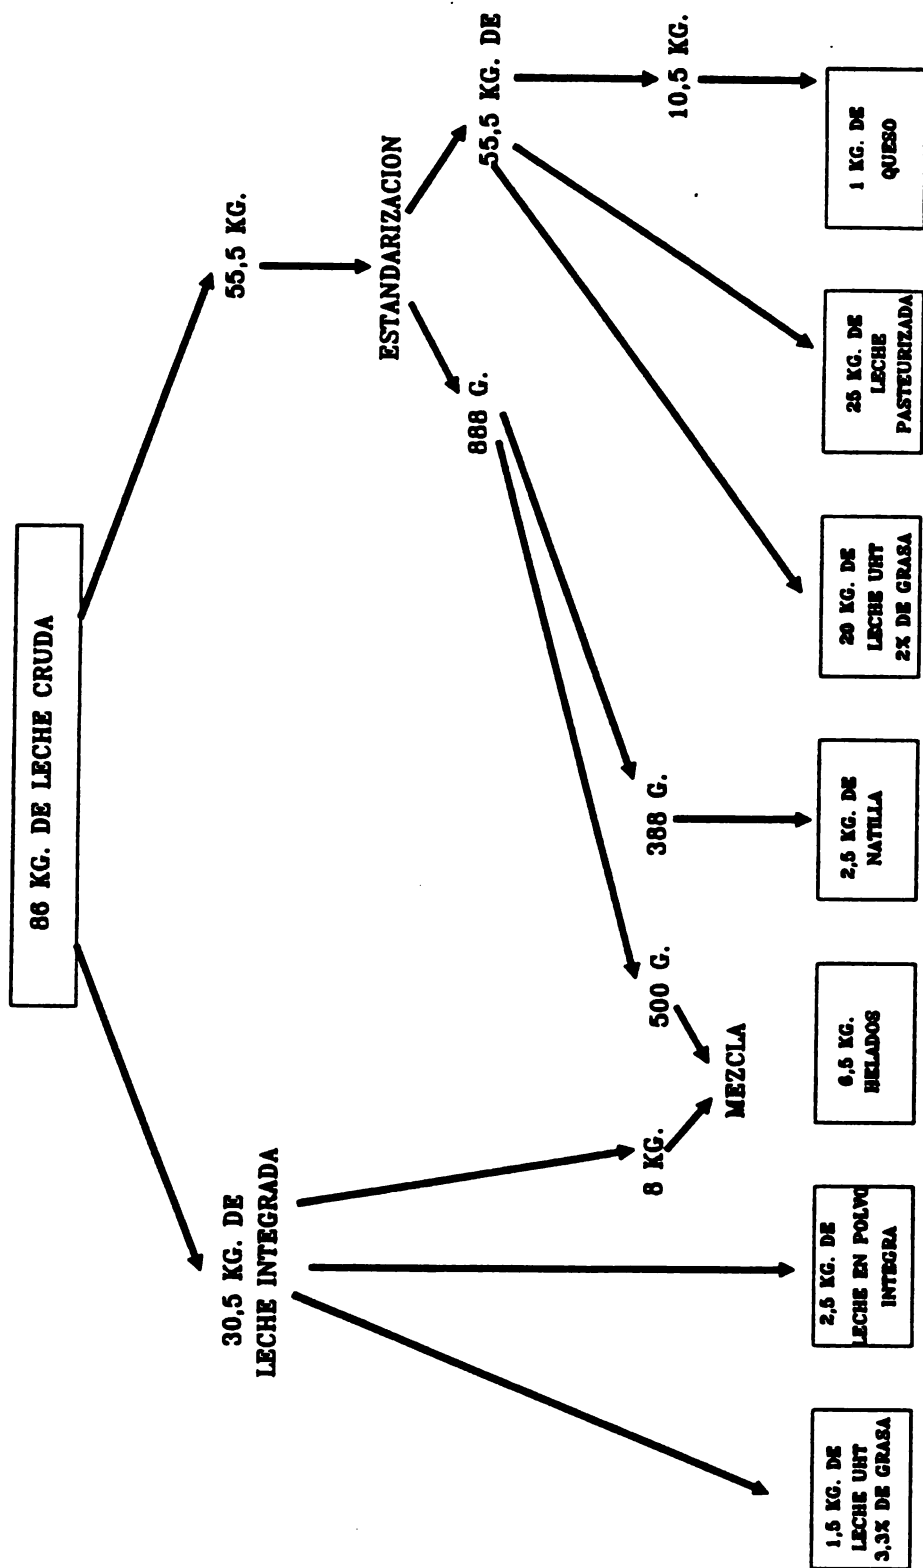 86 KG. DE LECHE CRUDA
30,5 KG. DE
LECHE INTEGRADA
55,5 KG.
ESTANDARIZACION
888 G.
55,5 KG. DE
8 KG.
500 G.
388 G.
10,5 KG.
MEZCLA
1,5 KG. DE
LECHE UHT
3,3% DE GRASA
2,5 KG. DE
LECHE EN POLVO
INTEGRA
6,5 KG.
HELADOS
2,5 KG. DE
NATILLA
20 KG. DE
LECHE UHT
2% DE GRASA
25 KG. DE
LECHE
PASTEURIZADA
1 KG. DE
QUESO